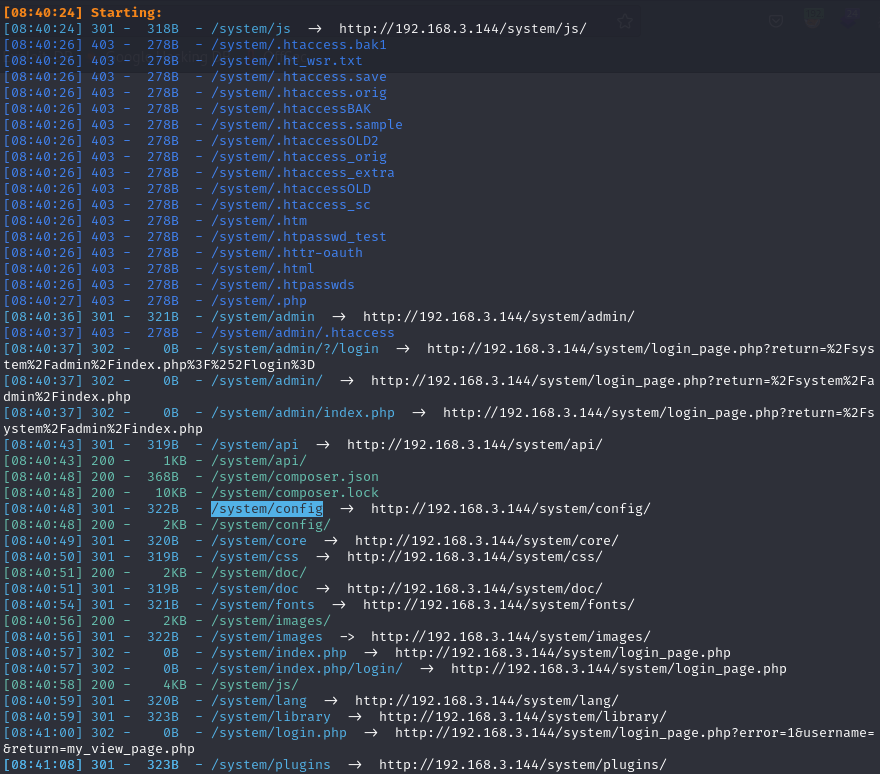 [08:40:24] Starting:
[08:40:24] 301 -  318B  - /system/js  ->  http://192.168.3.144/system/js/
[08:40:26] 403 -  278B  - /system/.htaccess.bak1
[08:40:26] 403 -  278B  - /system/.ht_wsr.txt
[08:40:26] 403 -  278B  - /system/.htaccess.save
[08:40:26] 403 -  278B  - /system/.htaccess.orig
[08:40:26] 403 -  278B  - /system/.htaccessBAK
[08:40:26] 403 -  278B  - /system/.htaccess.sample
[08:40:26] 403 -  278B  - /system/.htaccessOLD2
[08:40:26] 403 -  278B  - /system/.htaccess_orig
[08:40:26] 403 -  278B  - /system/.htaccess_extra
[08:40:26] 403 -  278B  - /system/.htaccessOLD
[08:40:26] 403 -  278B  - /system/.htaccess_sc
[08:40:26] 403 -  278B  - /system/.htm
[08:40:26] 403 -  278B  - /system/.htpasswd_test
[08:40:26] 403 -  278B  - /system/.httr-oauth
[08:40:26] 403 -  278B  - /system/.html
[08:40:26] 403 -  278B  - /system/.htpasswds
[08:40:27] 403 -  278B  - /system/.php
[08:40:36] 301 -  321B  - /system/admin  ->  http://192.168.3.144/system/admin/
[08:40:37] 403 -  278B  - /system/admin/.htaccess
[08:40:37] 302 -    0B  - /system/admin/?/login  ->  http://192.168.3.144/system/login_page.php?return=%2Fsys
tem%2Fadmin%2Findex.php%3F%252Flogin%3D
[08:40:37] 302 -    0B  - /system/admin/  ->  http://192.168.3.144/system/login_page.php?return=%2Fsystem%2Fa
dmin%2Findex.php
[08:40:37] 302 -    0B  - /system/admin/index.php  ->  http://192.168.3.144/system/login_page.php?return=%2Fs
ystem%2Fadmin%2Findex.php
[08:40:43] 301 -  319B  - /system/api  ->  http://192.168.3.144/system/api/
[08:40:43] 200 -    1KB - /system/api/
[08:40:48] 200 -  368B  - /system/composer.json
[08:40:48] 200 -   10KB - /system/composer.lock
[08:40:48] 301 -  322B  - /system/config  ->  http://192.168.3.144/system/config/
[08:40:48] 200 -    2KB - /system/config/
[08:40:49] 301 -  320B  - /system/core  ->  http://192.168.3.144/system/core/
[08:40:50] 301 -  319B  - /system/css  ->  http://192.168.3.144/system/css/
[08:40:51] 200 -    2KB - /system/doc/
[08:40:51] 301 -  319B  - /system/doc  ->  http://192.168.3.144/system/doc/
[08:40:54] 301 -  321B  - /system/fonts  ->  http://192.168.3.144/system/fonts/
[08:40:56] 200 -    2KB - /system/images/
[08:40:56] 301 -  322B  - /system/images  ->  http://192.168.3.144/system/images/
[08:40:57] 302 -    0B  - /system/index.php  ->  http://192.168.3.144/system/login_page.php
[08:40:57] 302 -    0B  - /system/index.php/login/  ->  http://192.168.3.144/system/login_page.php
[08:40:58] 200 -    4KB - /system/js/
[08:40:59] 301 -  320B  - /system/lang  ->  http://192.168.3.144/system/lang/
[08:40:59] 301 -  323B  - /system/library  ->  http://192.168.3.144/system/library/
[08:41:00] 302 -    0B  - /system/login.php  ->  http://192.168.3.144/system/login_page.php?error=1&username=
&return=my_view_page.php
[08:41:08] 301 -  323B  - /system/plugins  ->  http://192.168.3.144/system/plugins/